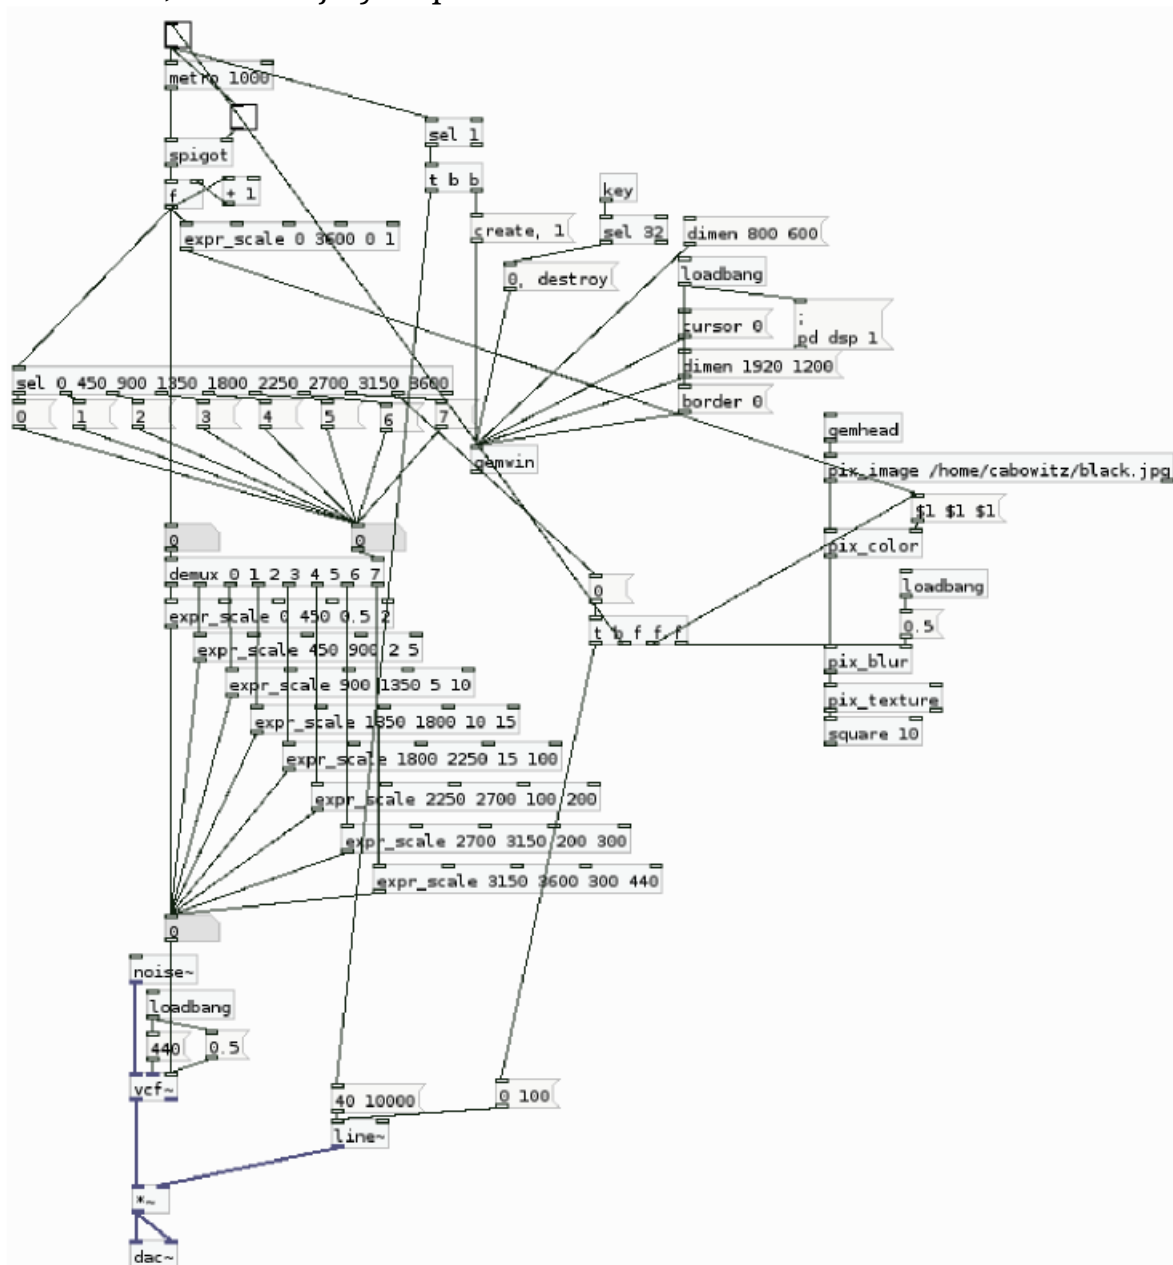 metro 1000
sel 1
spigot
f
+ 1
t b b
key
expr_scale 0 3600 0 1
create, 1
sel 32
dimen 800 600
0, destroy
loadbang
cursor 0
;
pd dsp 1
dimen 1920 1200
sel 0 450 900 1350 1800 2250 2700 3150 3600
0
1
2
3
4
5
6
7
border 0
gemhead
gemwin
pix_image /home/cabowitz/black.jpg
$1 $1 $1
0
0
pix_color
demux 0 1 2 3 4 5 6 7
0
loadbang
expr_scale 0 450 0.5 2
0.5
t b f f f
expr_scale 450 900 2 5
pix_blur
expr_scale 900 1350 5 10
pix_texture
expr_scale 1350 1800 10 15
square 10
expr_scale 1800 2250 15 100
expr_scale 2250 2700 100 200
expr_scale 2700 3150 200 300
expr_scale 3150 3600 300 440
0
noise~
loadbang
440
0.5
vcf~
40 10000
0 100
line~
*~
dac~